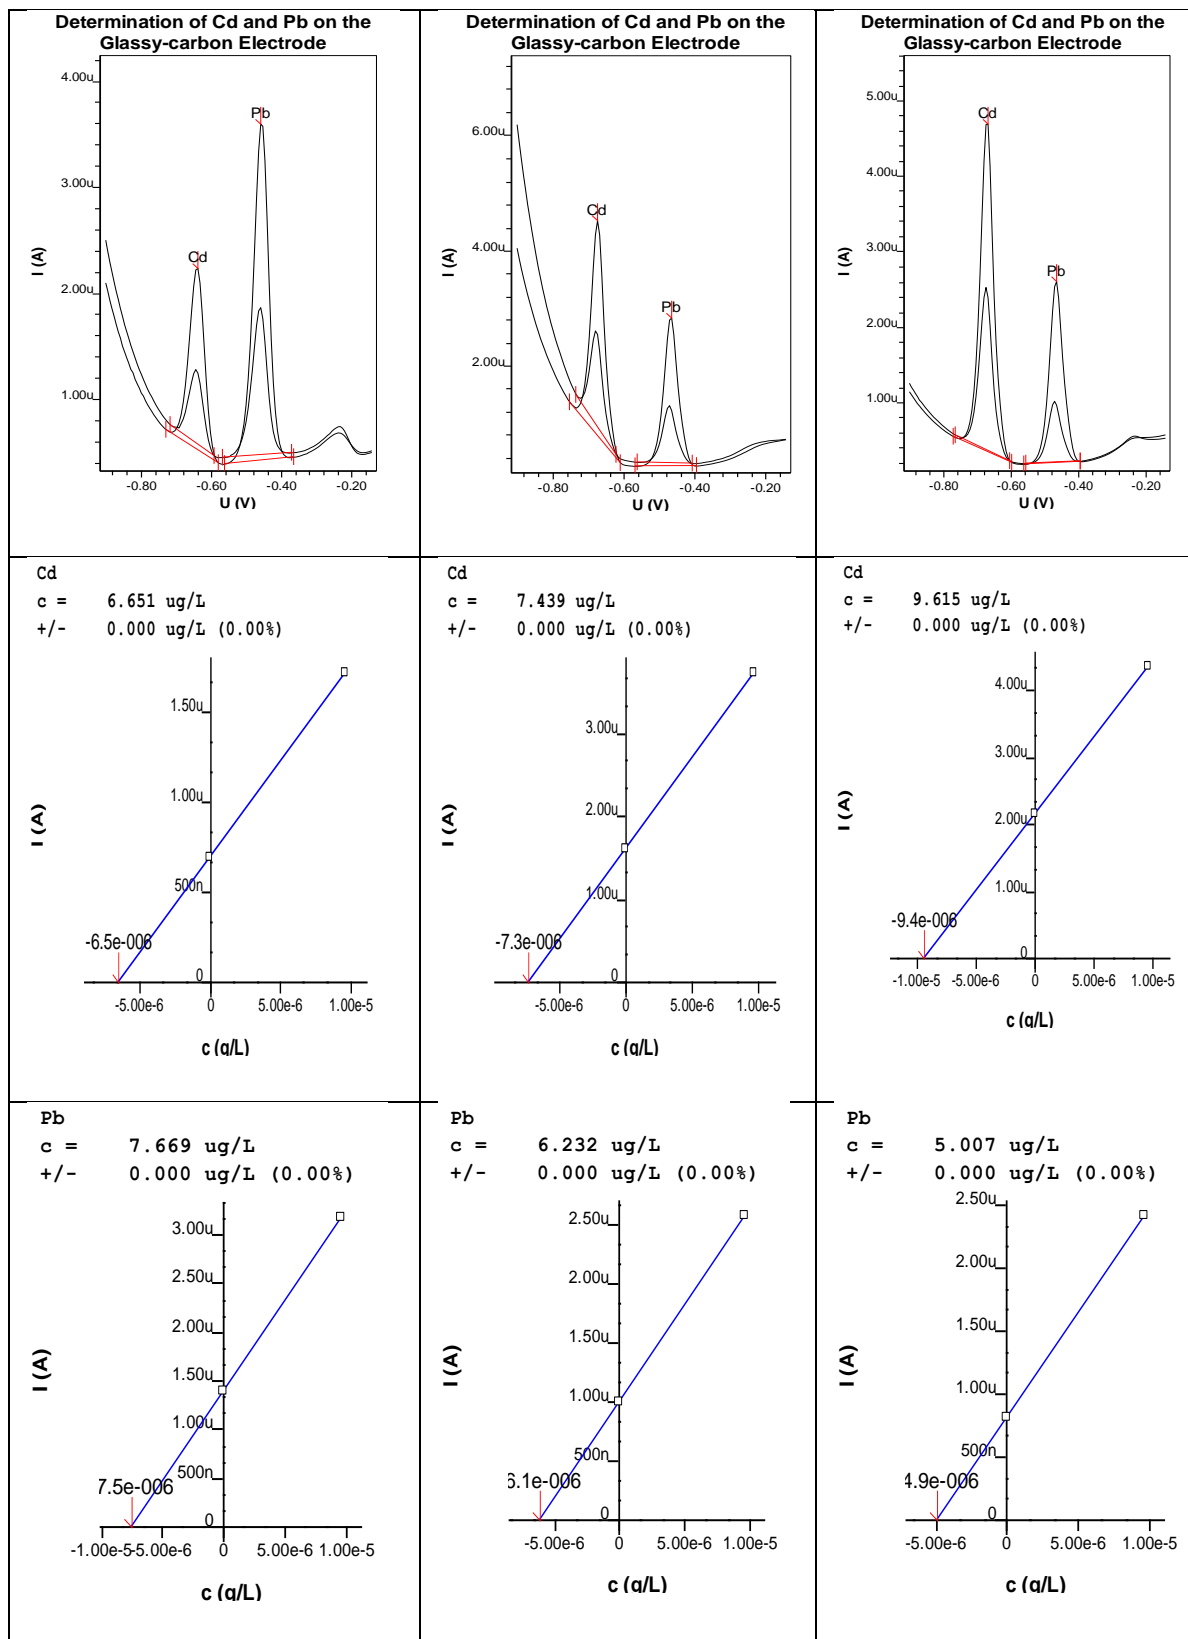 Determination of Cd and Pb on the
Glassy-carbon Electrode
4.00u
3.00u
2.00u
1.00u
I (A)
Cd
Pb
-0.80
-0.60
-0.40
-0.20
U (V)
Determination of Cd and Pb on the
Glassy-carbon Electrode
6.00u
4.00u
2.00u
I (A)
Cd
Pb
-0.80
-0.60
-0.40
-0.20
U (V)
Determination of Cd and Pb on the
Glassy-carbon Electrode
5.00u
4.00u
3.00u
2.00u
1.00u
I (A)
Cd
Pb
-0.80
-0.60
-0.40
-0.20
U (V)
Cd
c = 6.651 ug/L
+/- 0.000 ug/L (0.00%)
1.50u
1.00u
500n
0
I (A)
-6.5e-006
-5.00e-6
0
5.00e-6
1.00e-5
c (g/L)
Cd
c = 7.439 ug/L
+/- 0.000 ug/L (0.00%)
3.00u
2.00u
1.00u
0
I (A)
-7.3e-006
-5.00e-6
0
5.00e-6
1.00e-5
c (g/L)
Cd
c = 9.615 ug/L
+/- 0.000 ug/L (0.00%)
4.00u
3.00u
2.00u
1.00u
0
I (A)
-9.4e-006
-1.00e-5
-5.00e-6
0
5.00e-6
1.00e-5
c (g/L)
Pb
c = 7.669 ug/L
+/- 0.000 ug/L (0.00%)
3.00u
2.50u
2.00u
1.50u
1.00u
500n
0
I (A)
7.5e-006
-1.00e-5
-5.00e-6
0
5.00e-6
1.00e-5
c (g/L)
Pb
c = 6.232 ug/L
+/- 0.000 ug/L (0.00%)
2.50u
2.00u
1.50u
1.00u
500n
0
I (A)
6.1e-006
-5.00e-6
0
5.00e-6
1.00e-5
c (g/L)
Pb
c = 5.007 ug/L
+/- 0.000 ug/L (0.00%)
2.50u
2.00u
1.50u
1.00u
500n
0
I (A)
4.9e-006
-5.00e-6
0
5.00e-6
1.00e-5
c (g/L)